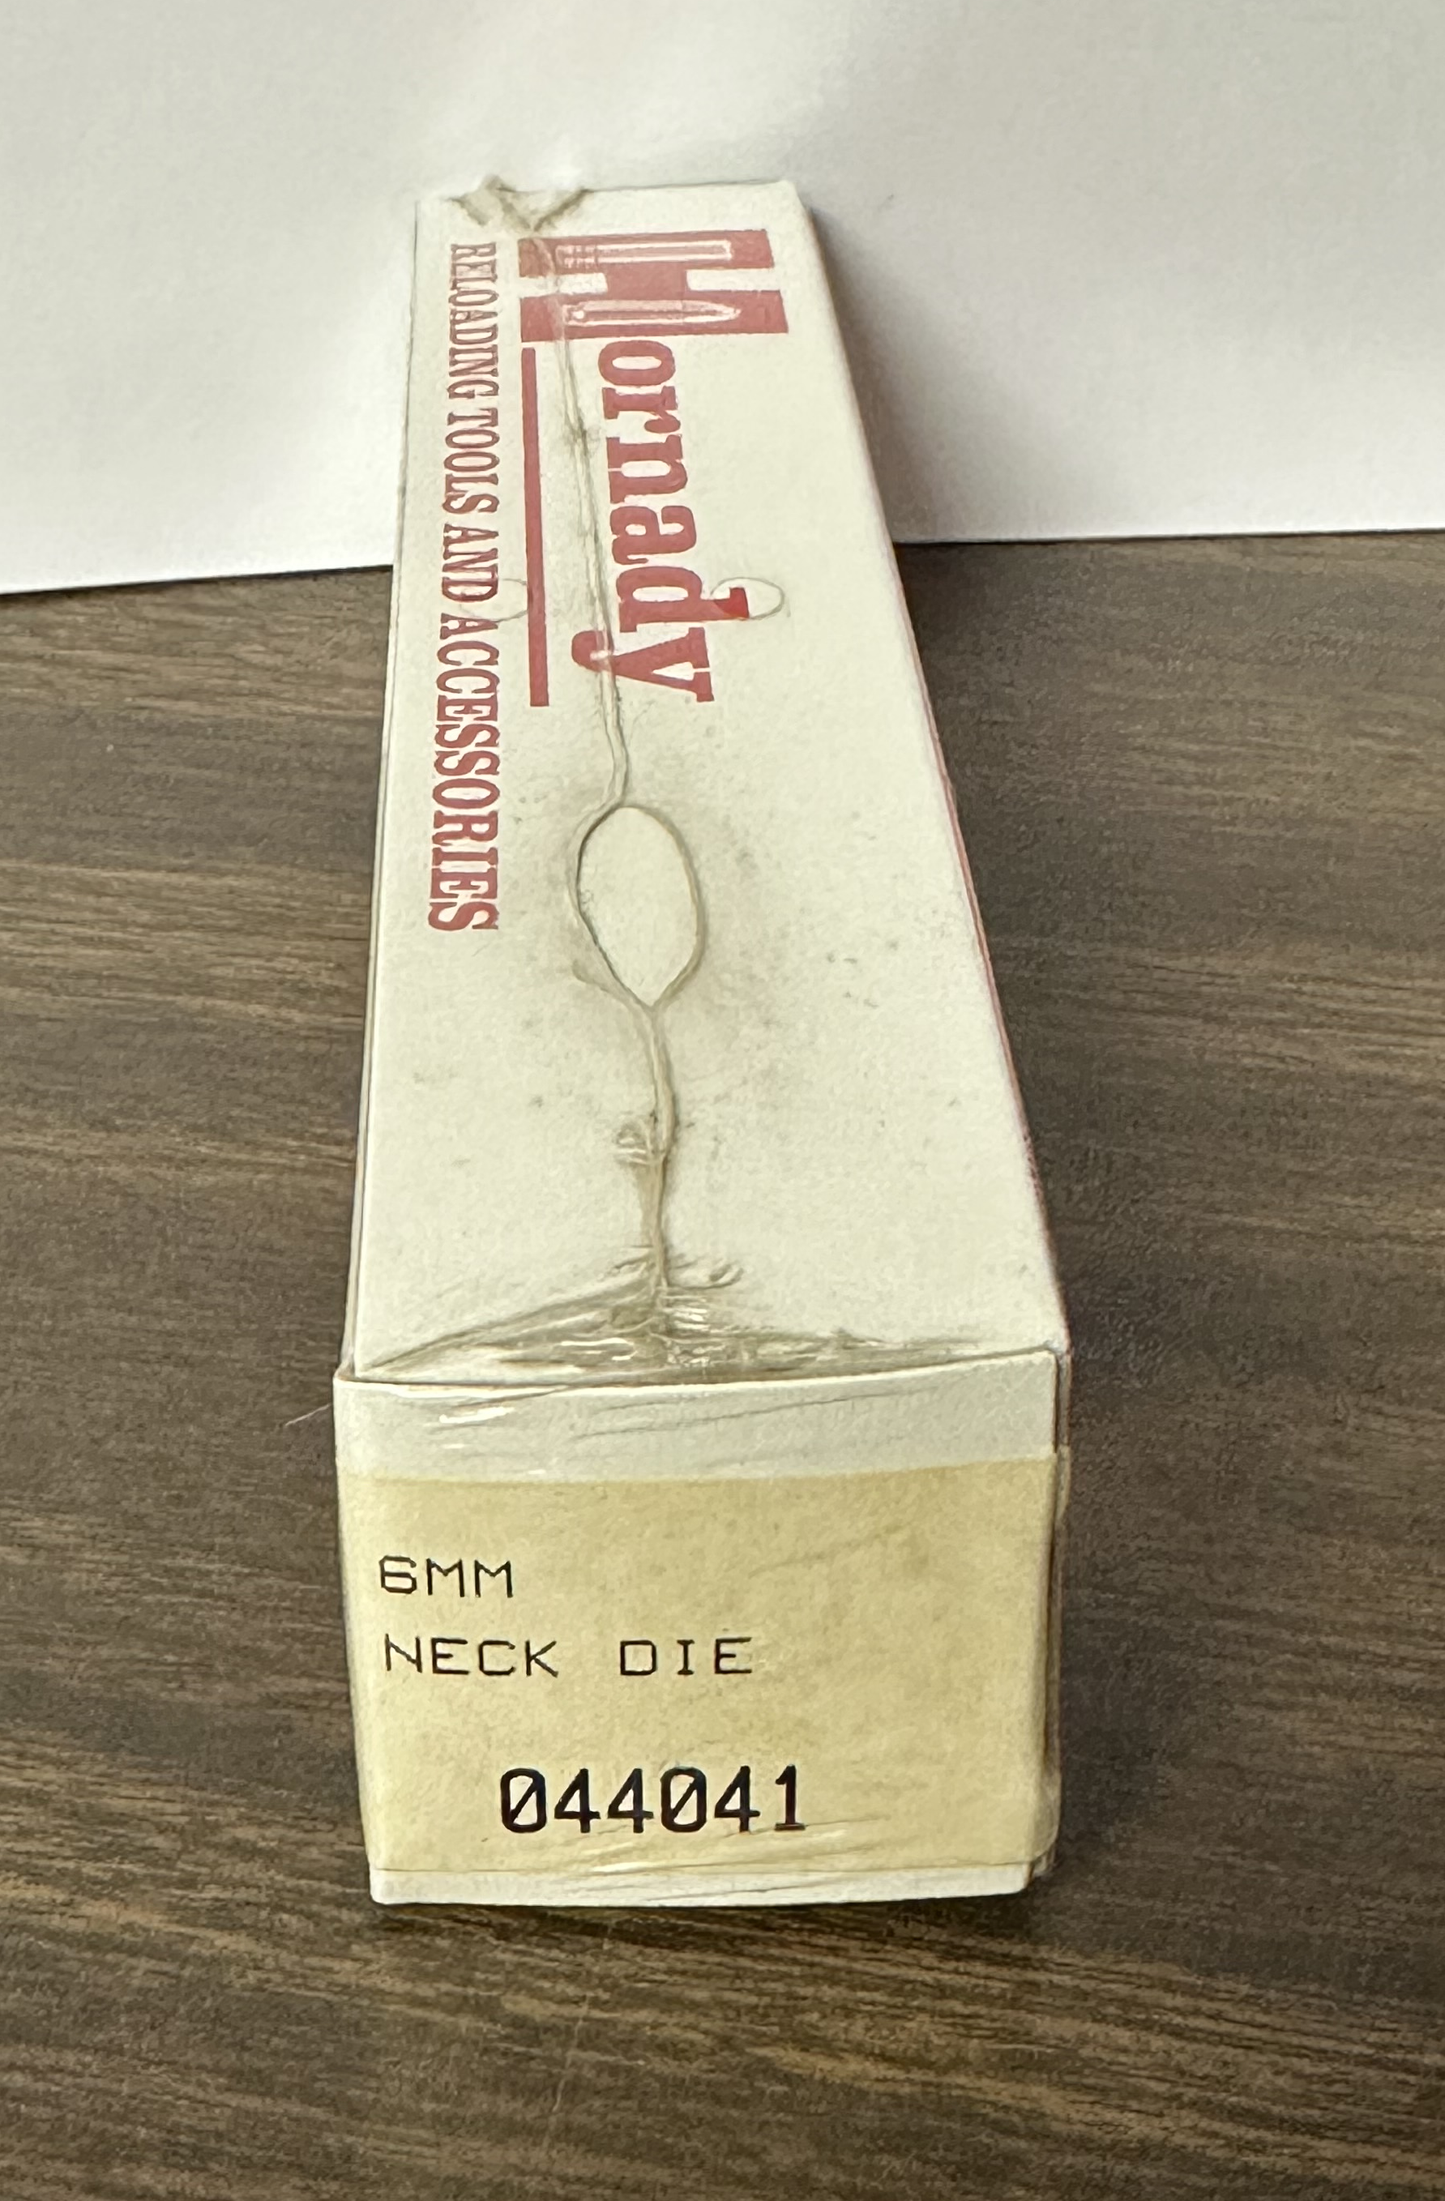 Hornady
RELOADING TOOLS AND ACCESSORIES
6MM
NECK DIE
044041